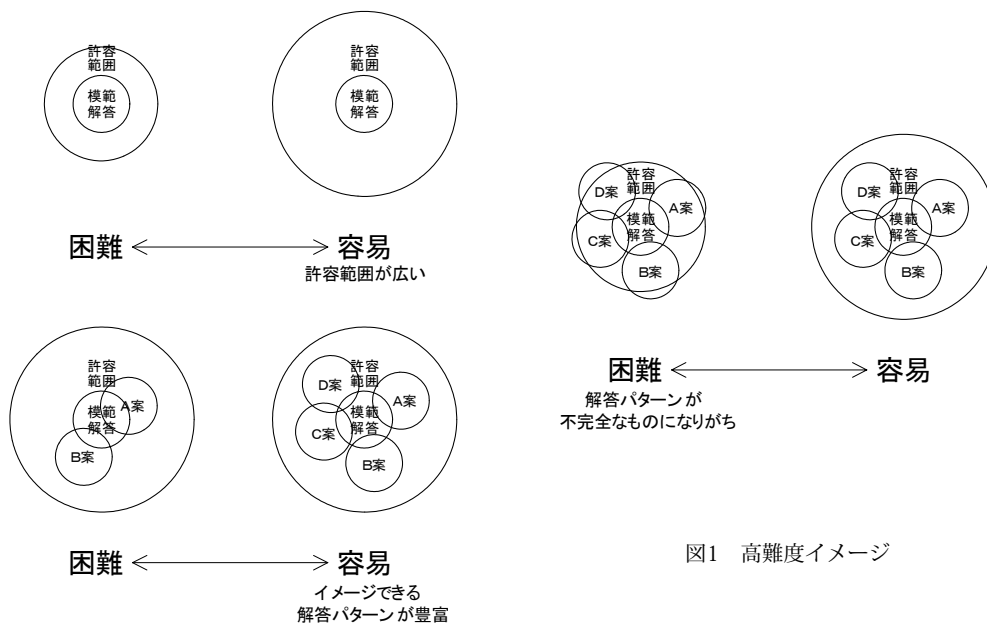 許容
範囲
模範
解答
許容
範囲
模範
解答
困難
容易
許容範囲が広い
許容
範囲
模範
解答
A案
B案
許容
範囲
D案
A案
模範
解答
C案
B案
困難
容易
イメージできる
解答パターンが豊富
許容
範囲
D案
A案
模範
解答
C案
B案
許容
範囲
D案
A案
模範
解答
C案
B案
困難
容易
解答パターンが
不完全なものになりがち
図1 高難度イメージ